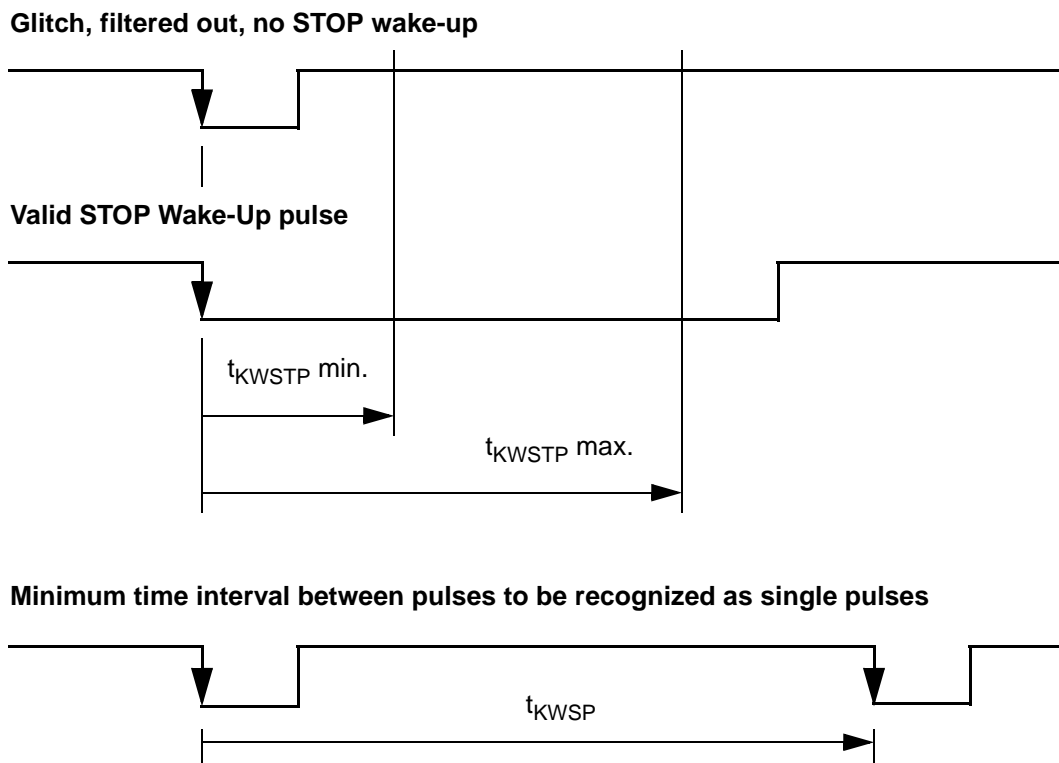 Glitch, filtered out, no STOP wake-up
Valid STOP Wake-Up pulse
tKWSTP min.
tKWSTP max.
Minimum time interval between pulses to be recognized as single pulses
tKWSP